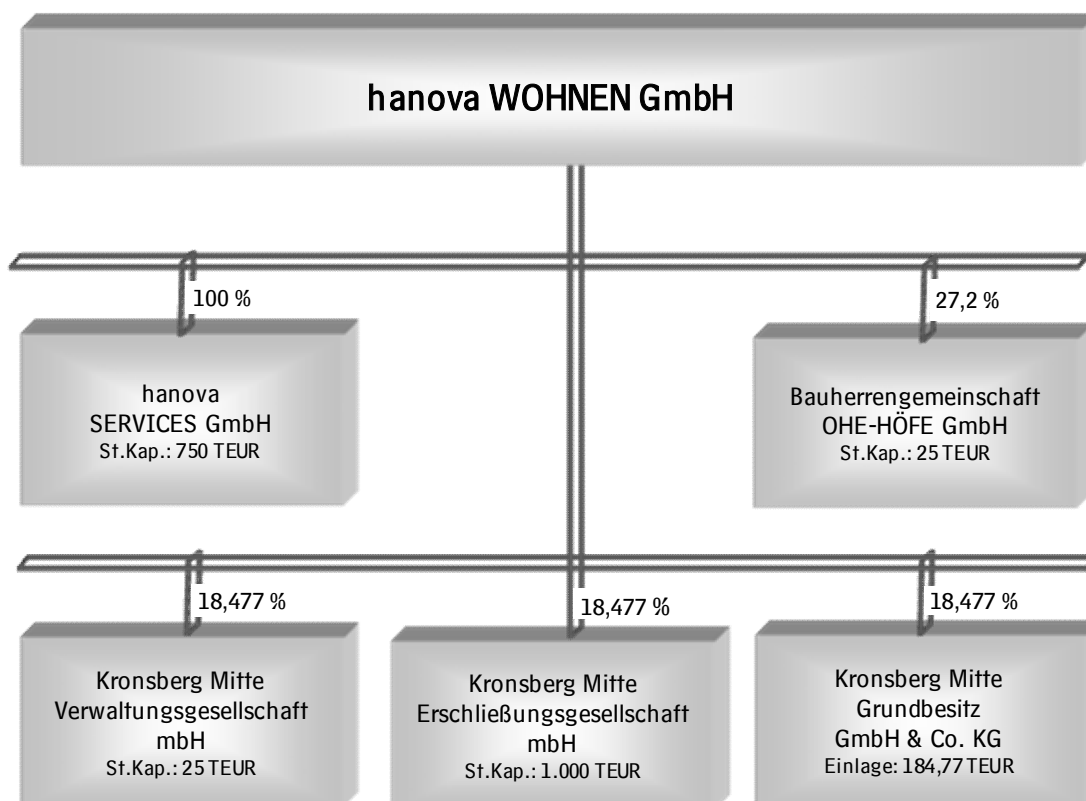 hanova WOHNEN GmbH
100 %
27,2 %
hanova
SERVICES GmbH
St.Kap.: 750 TEUR
Bauherrengemeinschaft
OHE-HÖFE GmbH
St.Kap.: 25 TEUR
18,477 %
18,477 %
18,477 %
Kronsberg Mitte
Verwaltungsgesellschaft
mbH
St.Kap.: 25 TEUR
Kronsberg Mitte
Erschließungsgesellschaft
mbH
St.Kap.: 1.000 TEUR
Kronsberg Mitte
Grundbesitz
GmbH & Co. KG
Einlage: 184,77 TEUR